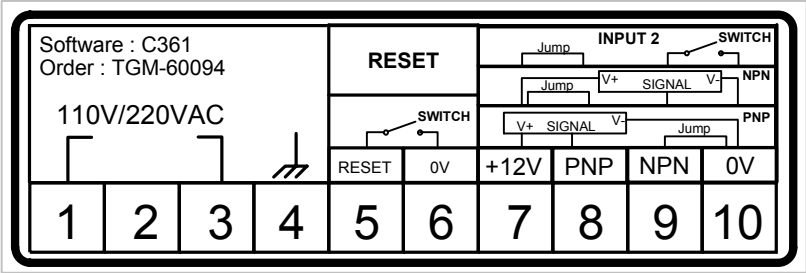 Software : C361
Order : TGM-60094
110V/220VAC
RESET
SWITCH
RESET 0V
INPUT 2
Jump SWITCH
Jump V+ SIGNAL V- NPN
V+ SIGNAL V- Jump PNP
+12V PNP NPN 0V
1 2 3 4 5 6 7 8 9 10